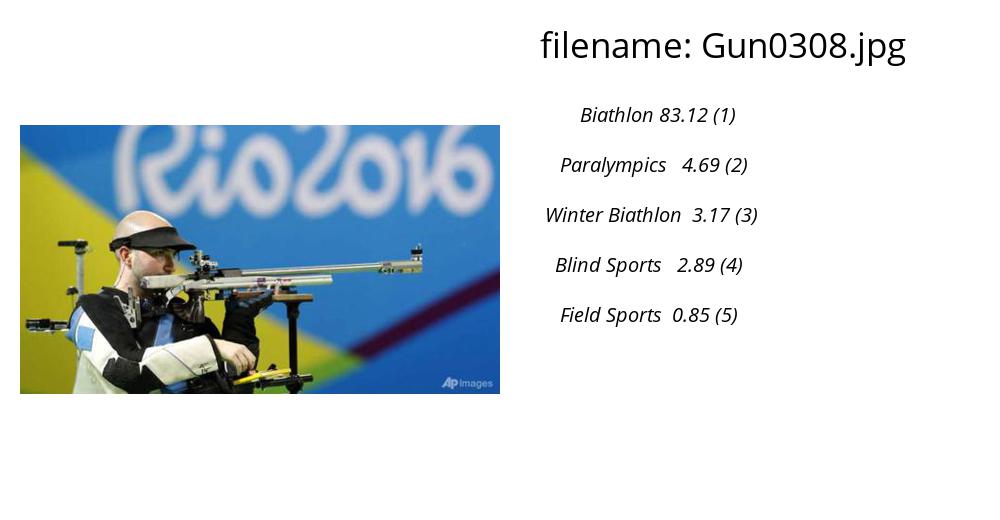 filename: Gun0308.jpg
Biathlon 83.12 (1)
Paralympics 4.69 (2)
Winter Biathlon 3.17 (3)
Blind Sports 2.89 (4)
Field Sports 0.85 (5)
Rio2016
AP Images